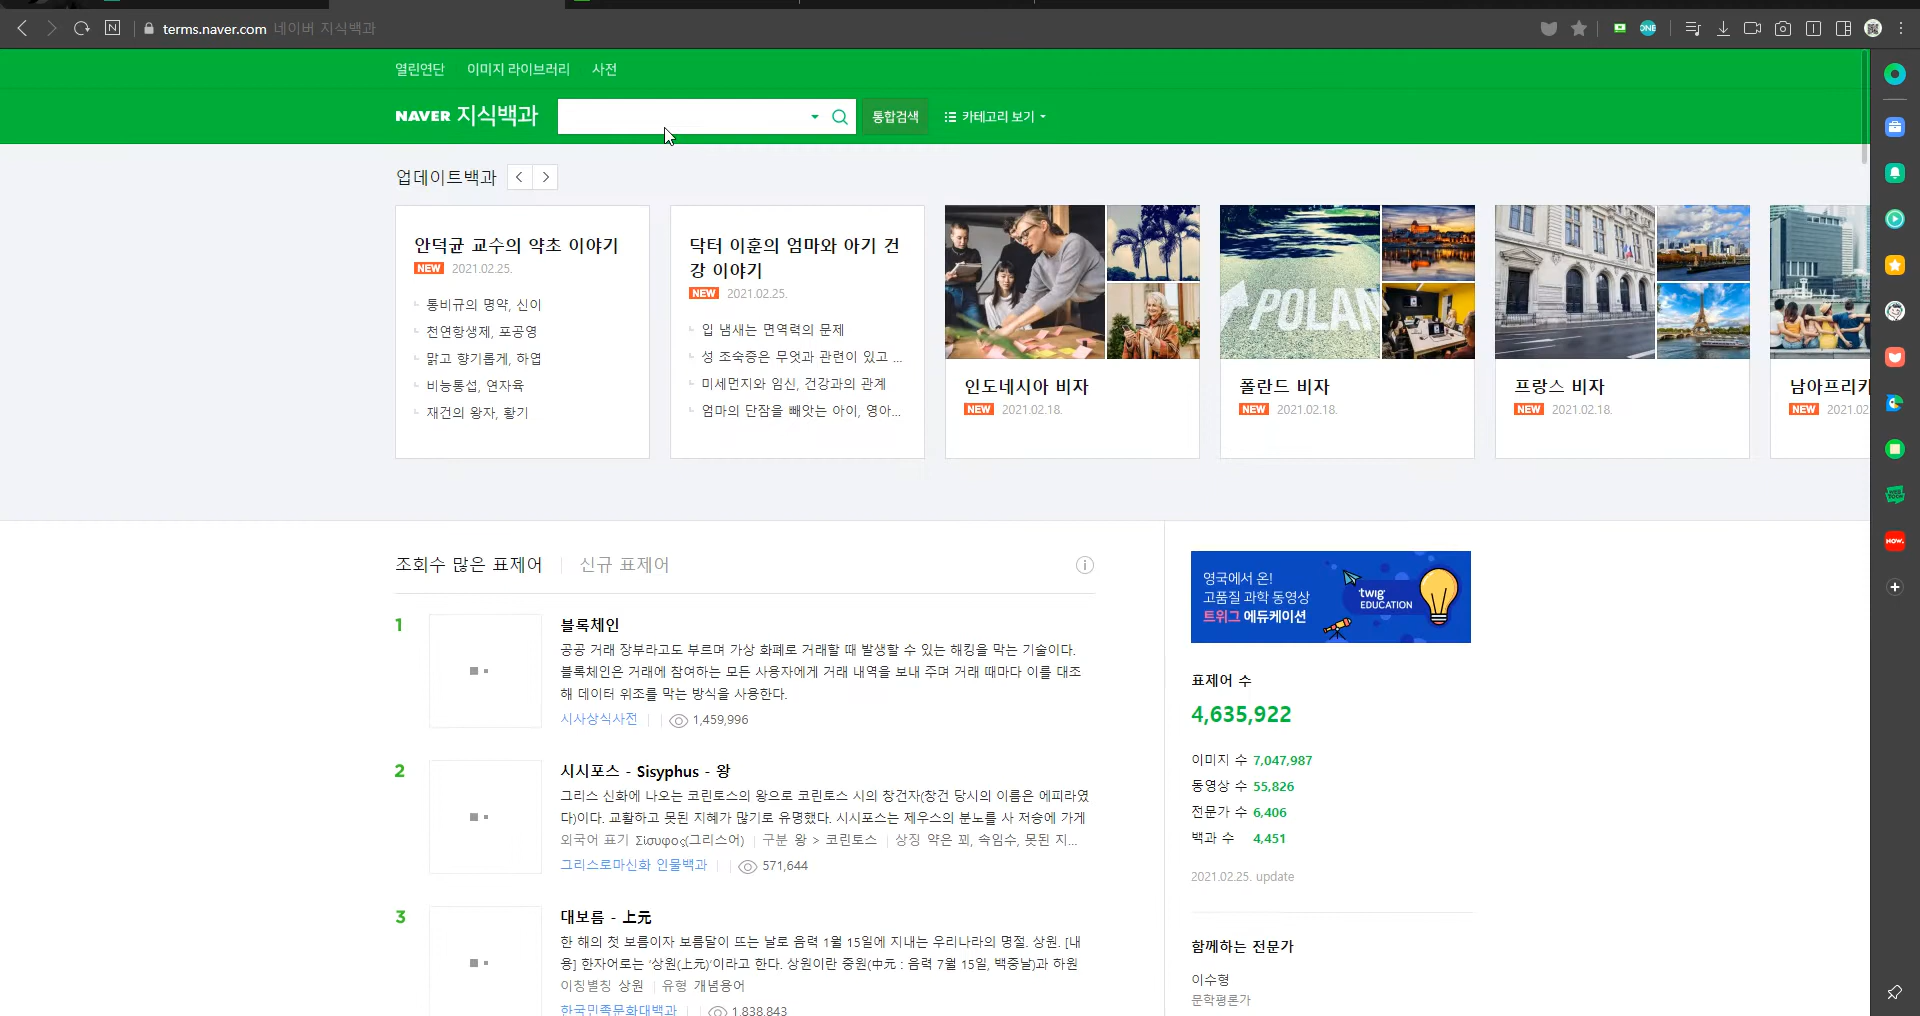 terms.naver.com 네이버 지식백과
열린연단 이미지 라이브러리 사전
NAVER 지식백과 통합검색 카테고리 보기
업데이트백과
안덕균 교수의 약초 이야기
NEW 2021.02.25.
통비규의 명약, 신이
천연항생제, 포공영
맑고 향기롭게, 하엽
비능통섭, 연자육
재건의 왕자, 황기
닥터 이훈의 엄마와 아기 건
강 이야기
NEW 2021.02.25.
입 냄새는 면역력의 문제
성 조숙증은 무엇과 관련이 있고 ...
미세먼지와 임신, 건강과의 관계
엄마의 단잠을 빼앗는 아이, 영아...
인도네시아 비자
NEW 2021.02.18.
POLAN
폴란드 비자
NEW 2021.02.18.
프랑스 비자
NEW 2021.02.18.
남아프리카
NEW 2021.02
조회수 많은 표제어 신규 표제어
1
블록체인
공공 거래 장부라고도 부르며 가상 화폐로 거래할 때 발생할 수 있는 해킹을 막는 기술이다.
블록체인은 거래에 참여하는 모든 사용자에게 거래 내역을 보내 주며 거래 때마다 이를 대조
해 데이터 위조를 막는 방식을 사용한다.
시사상식사전 1,459,996
2
시시포스 - Sisyphus - 왕
그리스 신화에 나오는 코린토스의 왕으로 코린토스 시의 창건자(창건 당시의 이름은 에피라였
다)이다. 교활하고 못된 지혜가 많기로 유명했다. 시시포스는 제우스의 분노를 사 저승에 가게
외국어 표기 Σίσυφος(그리스어) 구분 왕 > 코린토스 상징 약은 꾀, 속임수, 못된 지...
그리스로마신화 인물백과 571,644
3
대보름 - 上元
한 해의 첫 보름이자 보름달이 뜨는 날로 음력 1월 15일에 지내는 우리나라의 명절. 상원. [내
용] 한자어로는 '상원(上元)'이라고 한다. 상원이란 중원(中元 : 음력 7월 15일, 백중날)과 하원
이칭별칭 상원 유형 개념용어
한국민족문화대백과 1,838,843
영국에서 온!
고품질 과학 동영상
트위그 에듀케이션
twig
EDUCATION
표제어 수
4,635,922
이미지 수 7,047,987
동영상 수 55,826
전문가 수 6,406
백과 수 4,451
2021.02.25. update
함께하는 전문가
이수형
문학평론가
ONE
WEB
TOON
NOW.